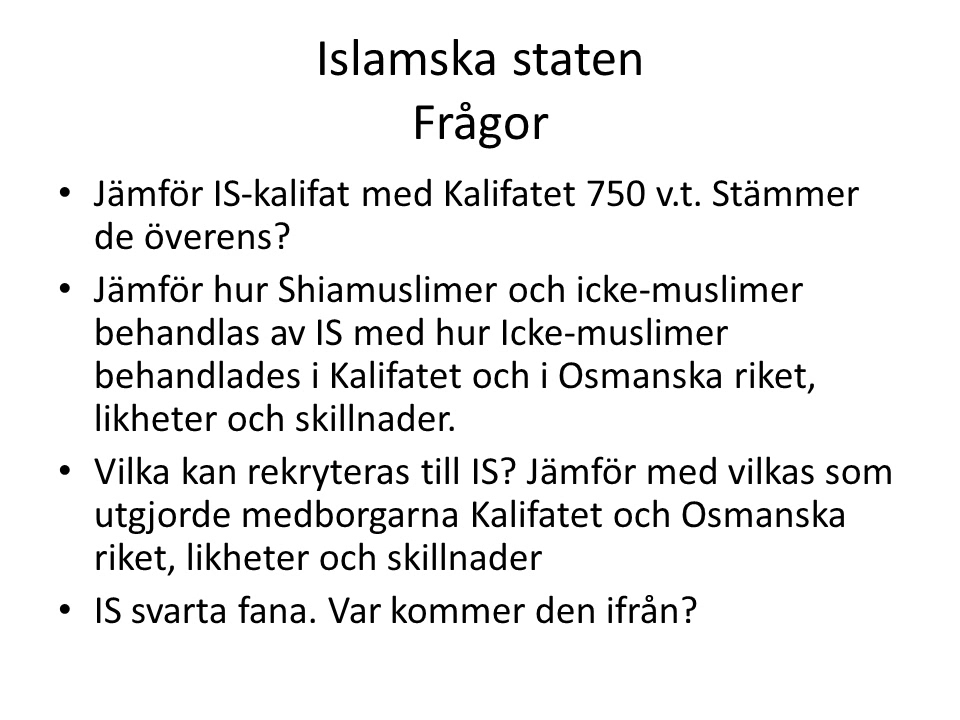 Islamska staten
Frågor
• Jämför IS-kalifat med Kalifatet 750 v.t. Stämmer
de överens?
• Jämför hur Shiamuslimer och icke-muslimer
behandlas av IS med hur Icke-muslimer
behandlades i Kalifatet och i Osmanska riket,
likheter och skillnader.
• Vilka kan rekryteras till IS? Jämför med vilkas som
utgjorde medborgarna Kalifatet och Osmanska
riket, likheter och skillnader
• IS svarta fana. Var kommer den ifrån?